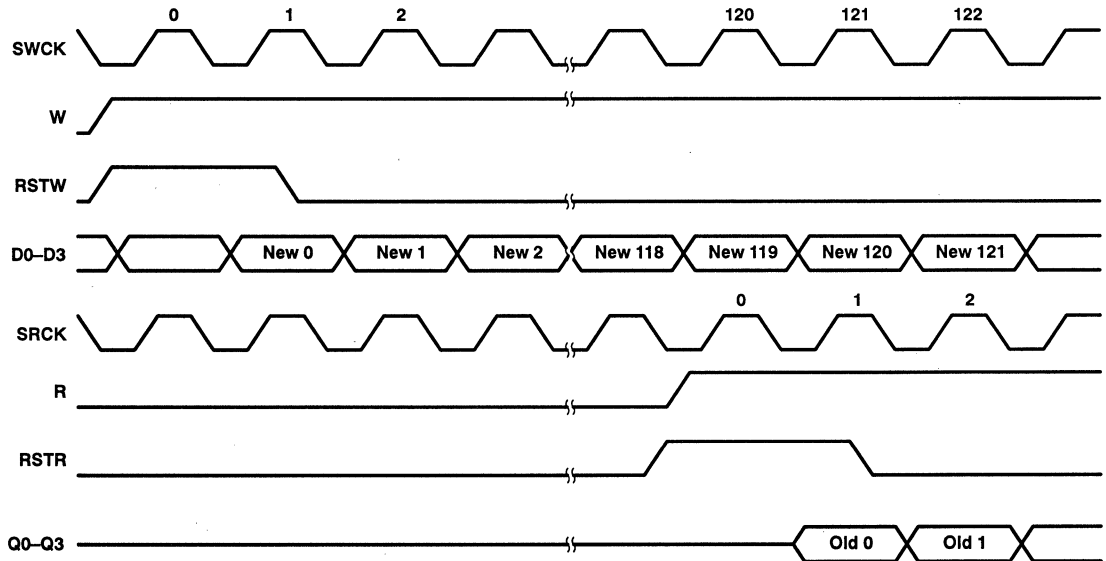 0 1 2 120 121 122
SWCK
W
RSTW
D0–D3 New 0 New 1 New 2 New 118 New 119 New 120 New 121
0 1 2
SRCK
R
RSTR
Q0–Q3 Old 0 Old 1